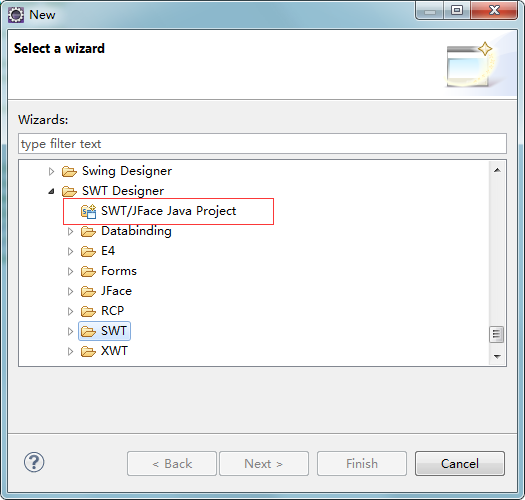 New
Select a wizard
Wizards:
type filter text
Swing Designer
SWT Designer
SWT/JFace Java Project
Databinding
E4
Forms
JFace
RCP
SWT
XWT
?
< Back
Next >
Finish
Cancel